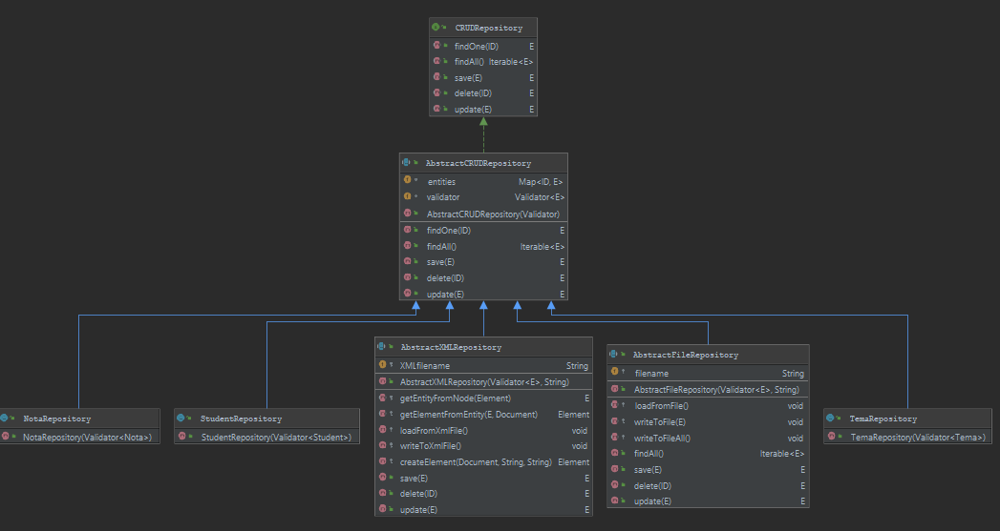 CRUDRepository
findOne(ID) E
findAll() Iterable<E>
save(E) E
delete(ID) E
update(E) E
AbstractCRUDRepository
entities Map<ID, E>
validator Validator<E>
AbstractCRUDRepository(Validator)
findOne(ID) E
findAll() Iterable<E>
save(E) E
delete(ID) E
update(E) E
NotaRepository
NotaRepository(Validator<Nota>)
StudentRepository
StudentRepository(Validator<Student>)
AbstractXMLRepository
XMLfilename String
AbstractXMLRepository(Validator<E>, String)
getEntityFromNode(Element) E
getElementFromEntity(E, Document) Element
loadFromXmlFile() void
writeToXmlFile() void
createElement(Document, String, String) Element
save(E) E
delete(ID) E
update(E) E
AbstractFileRepository
filename String
AbstractFileRepository(Validator<E>, String)
loadFromFile() void
writeToFile(E) void
writeToFileAll() void
findAll() Iterable<E>
save(E) E
delete(ID) E
update(E) E
TemaRepository
TemaRepository(Validator<Tema>)